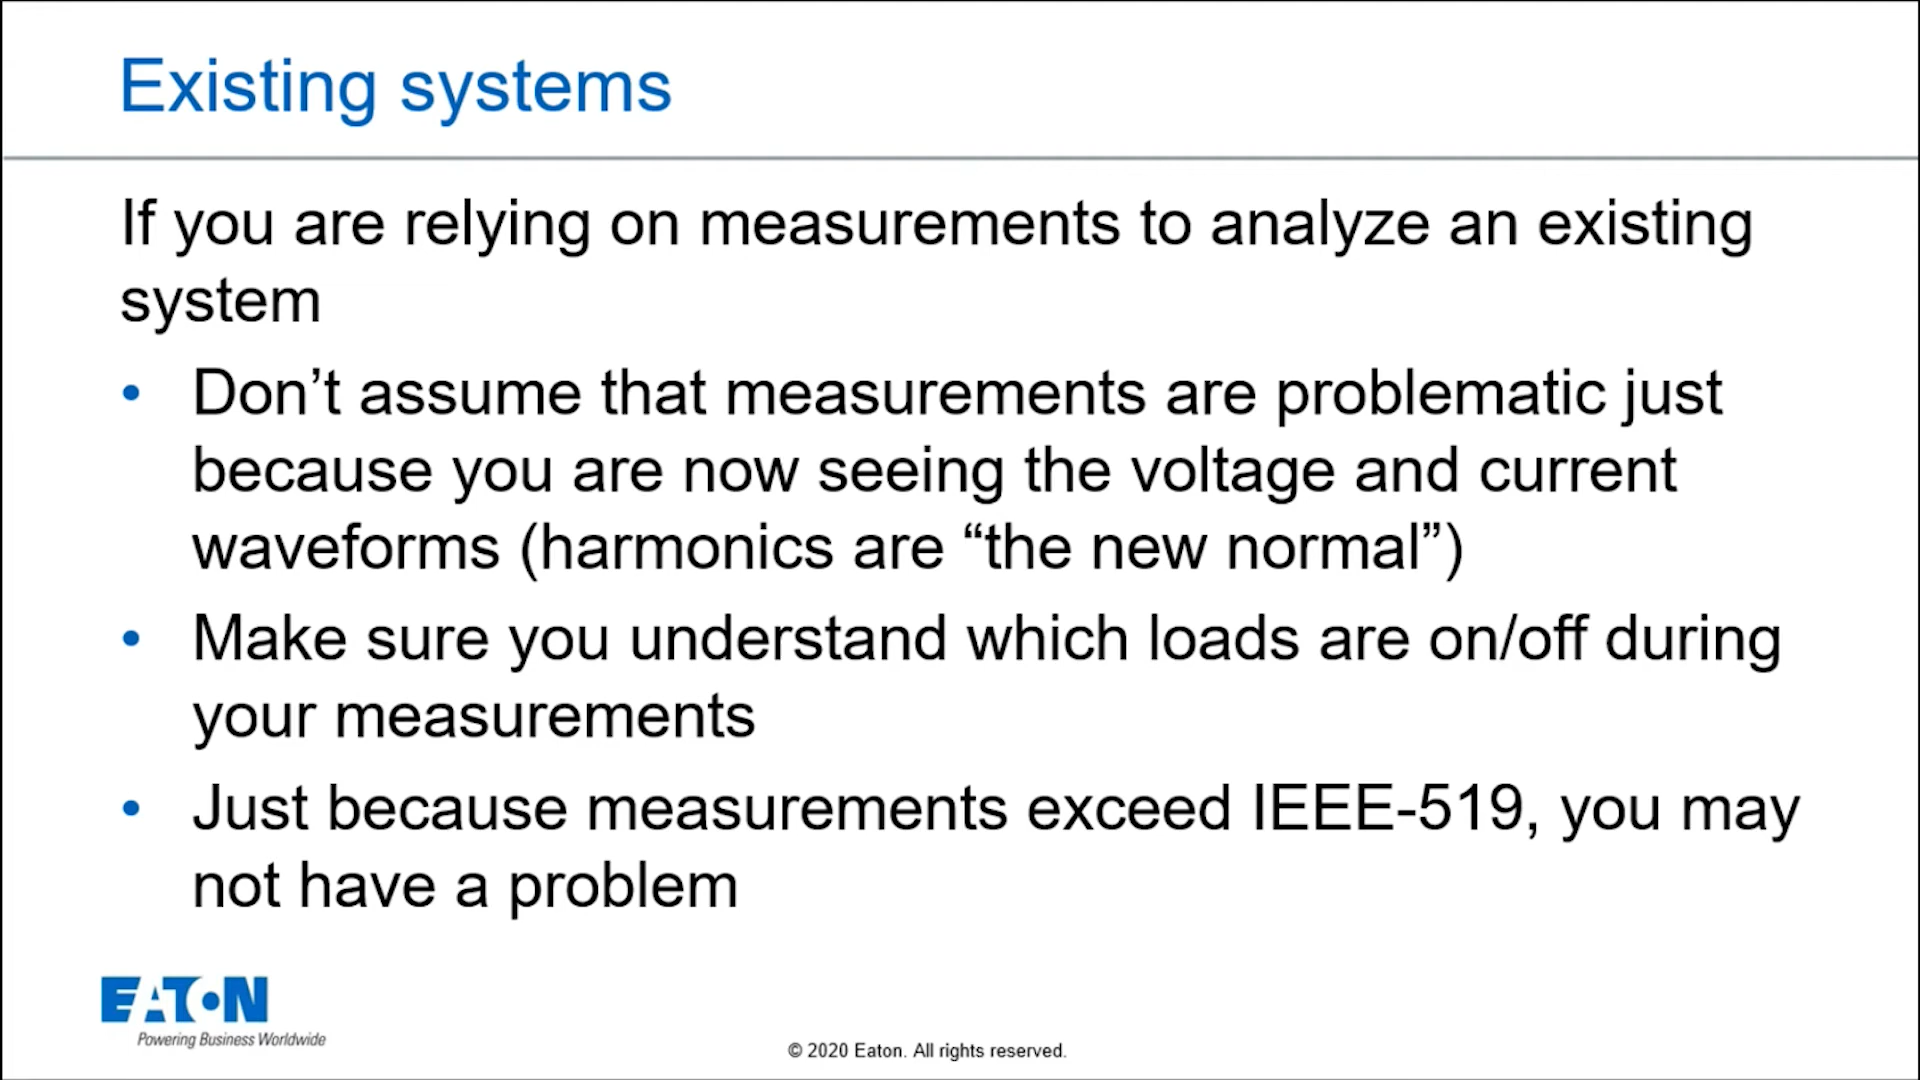 Existing systems
If you are relying on measurements to analyze an existing
system
• Don’t assume that measurements are problematic just
because you are now seeing the voltage and current
waveforms (harmonics are “the new normal”)
• Make sure you understand which loads are on/off during
your measurements
• Just because measurements exceed IEEE-519, you may
not have a problem
EATON
Powering Business Worldwide
© 2020 Eaton. All rights reserved.